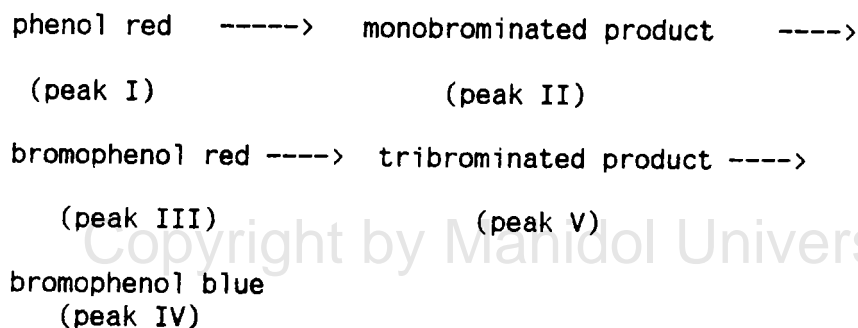 phenol red -----> monobrominated product ---->
(peak I) (peak II)
bromophenol red ----> tribrominated product ---->
(peak III) (peak V)
Copyright by Mahidol Univers
bromophenol blue
(peak IV)